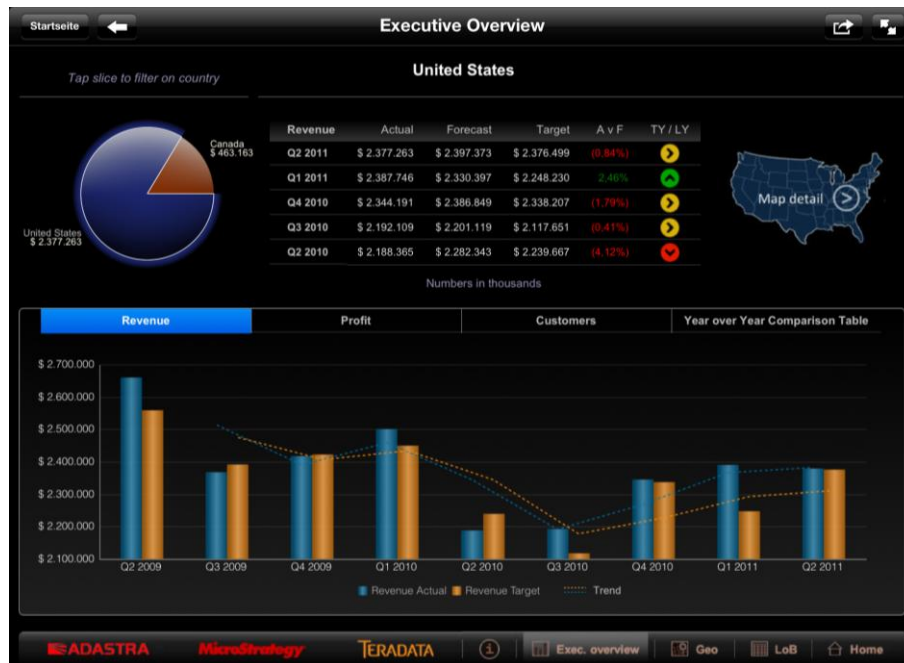 Startseite
Executive Overview
Tap slice to filter on country
United States
Canada
$ 463.163
United States
$ 2.377.263
Revenue Actual Forecast Target A v F TY / LY
Q2 2011 $ 2.377.263 $ 2.397.373 $ 2.376.499 (0,84%)
Q1 2011 $ 2.387.746 $ 2.330.397 $ 2.248.230 2,46%
Q4 2010 $ 2.344.191 $ 2.386.849 $ 2.338.207 (1,79%)
Q3 2010 $ 2.192.109 $ 2.201.119 $ 2.117.651 (0,41%)
Q2 2010 $ 2.188.365 $ 2.282.343 $ 2.239.667 (4,12%)
Numbers in thousands
Map detail
Revenue Profit Customers Year over Year Comparison Table
$ 2.700.000
$ 2.600.000
$ 2.500.000
$ 2.400.000
$ 2.300.000
$ 2.200.000
$ 2.100.000
Q2 2009 Q3 2009 Q4 2009 Q1 2010 Q2 2010 Q3 2010 Q4 2010 Q1 2011 Q2 2011
Revenue Actual Revenue Target Trend
ADASTRA MicroStrategy TERADATA i Exec. overview Geo LoB Home